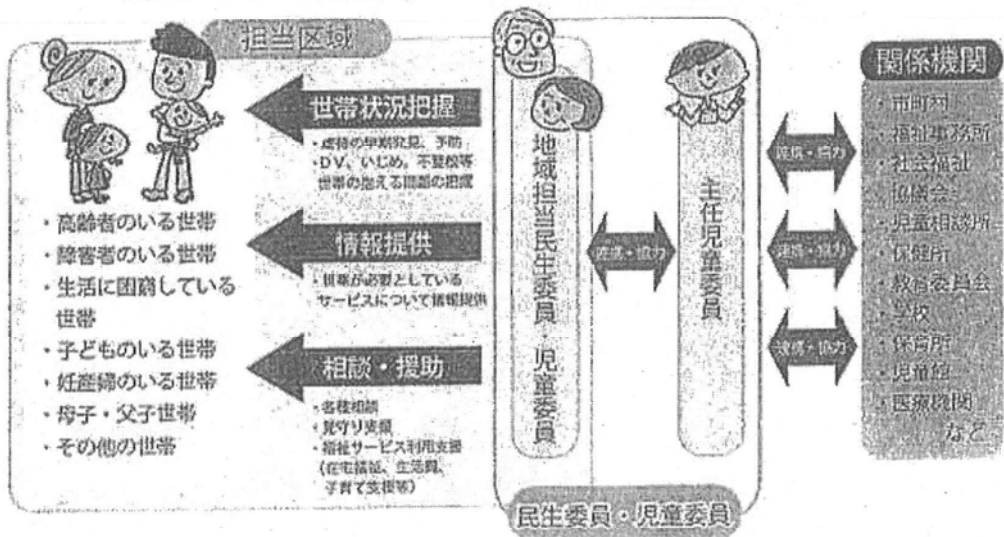 担当区域
・高齢者のいる世帯
・障害者のいる世帯
・生活に困窮している
世帯
・子どものいる世帯
・妊産婦のいる世帯
・母子・父子世帯
・その他の世帯
世帯状況把握
・虐待の早期発見、予防
・DV、いじめ、不登校等
世帯の抱える問題の把握
情報提供
・世帯が必要としている
サービスについて情報提供
相談・援助
・各種相談
・見守り支援
・福祉サービス利用支援
(在宅福祉、生活費、
子育て支援等)
地域担当民生委員・児童委員
連携・協力
主任児童委員
民生委員・児童委員
連携・協力
連携・協力
連携・協力
関係機関
・市町村
・福祉事務所
・社会福祉
協議会
・児童相談所
・保健所
・教育委員会
・学校
・保育所
・児童館
・医療機関
など